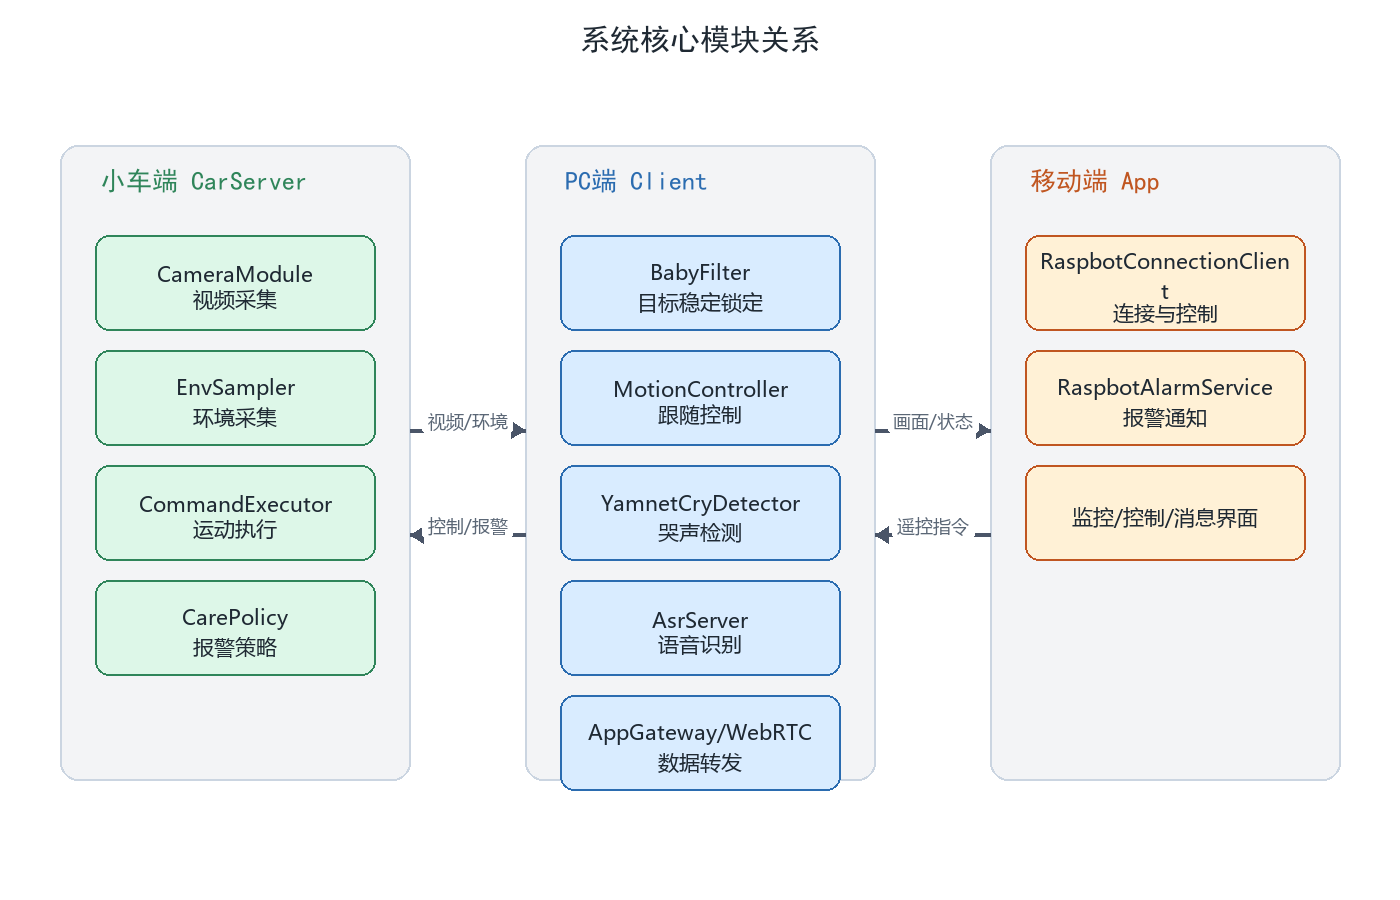 系统核心模块关系
小车端 CarServer
CameraModule
视频采集
EnvSampler
环境采集
CommandExecutor
运动执行
CarePolicy
报警策略
视频/环境
控制/报警
PC端 Client
BabyFilter
目标稳定锁定
MotionController
跟随控制
YamnetCryDetector
哭声检测
AsrServer
语音识别
AppGateway/WebRTC
数据转发
画面/状态
遥控指令
移动端 App
RaspbotConnectionClien
t
连接与控制
RaspbotAlarmService
报警通知
监控/控制/消息界面